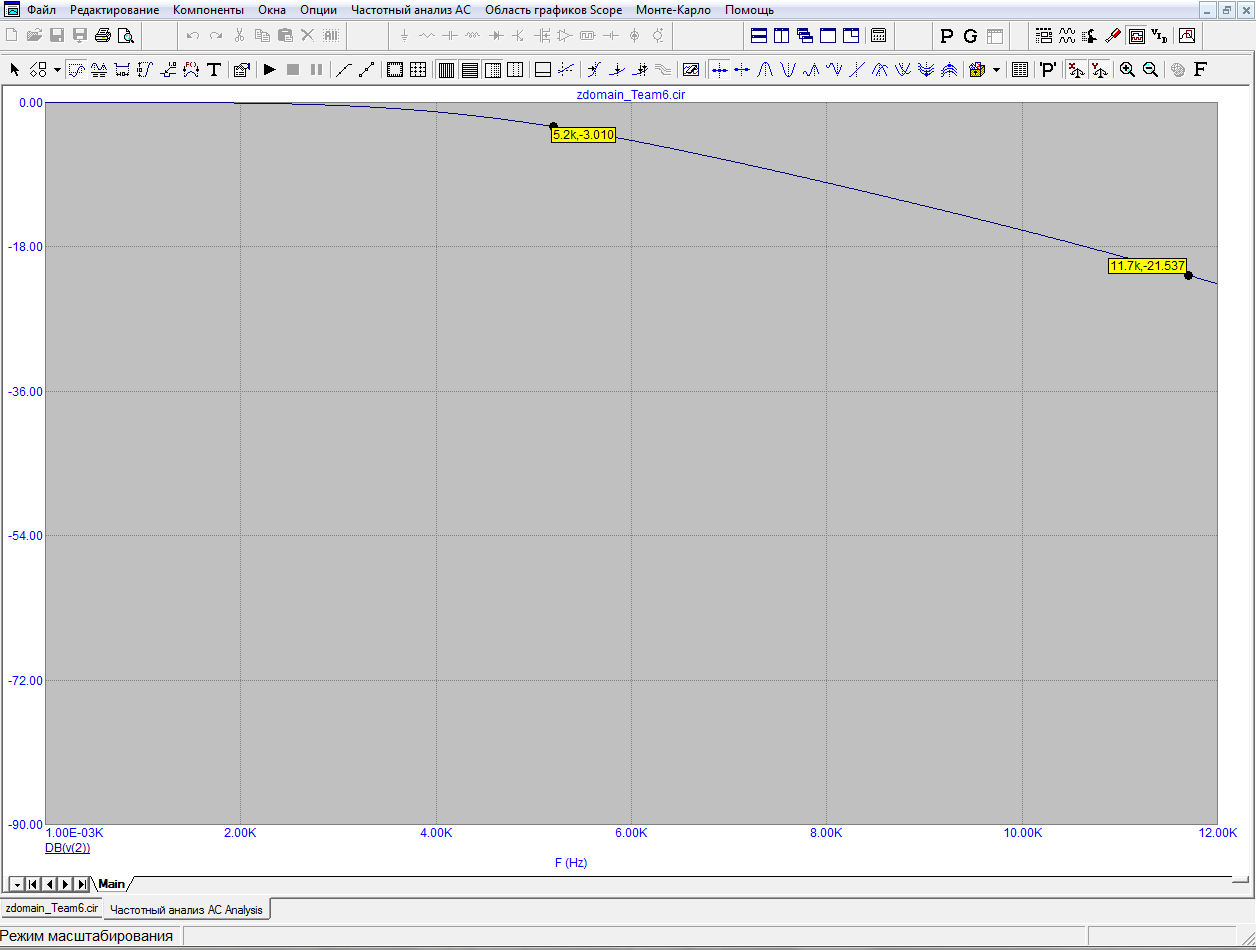 Файл Редактирование Компоненты Окна Опции Частотный анализ AC Область графиков Scope Монте-Карло Помощь
P G
T 'P' F
zdomain_Team6.cir
0.00
5.2k,-3.010
-18.00
11.7k,-21.537
-36.00
-54.00
-72.00
-90.00
1.00E-03K 2.00K 4.00K 6.00K 8.00K 10.00K 12.00K
DB(v(2))
F (Hz)
Main
zdomain_Team6.cir Частотный анализ AC Analysis
Режим масштабирования